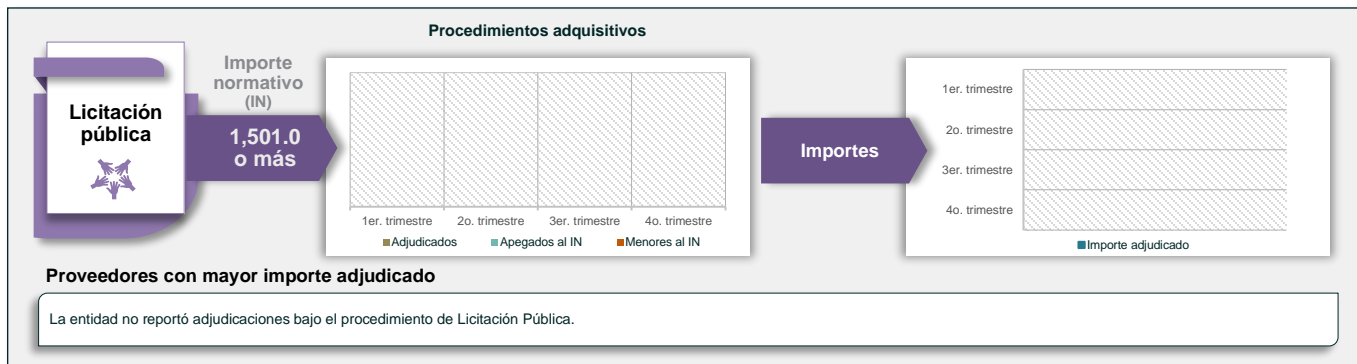 Procedimientos adquisitivos
Licitación
pública
Importe
normativo
(IN)
1,501.0
o más
1er. trimestre 2o. trimestre 3er. trimestre 4o. trimestre
Adjudicados Apegados al IN Menores al IN
Importes
1er. trimestre
2o. trimestre
3er. trimestre
4o. trimestre
Importe adjudicado
Proveedores con mayor importe adjudicado
La entidad no reportó adjudicaciones bajo el procedimiento de Licitación Pública.